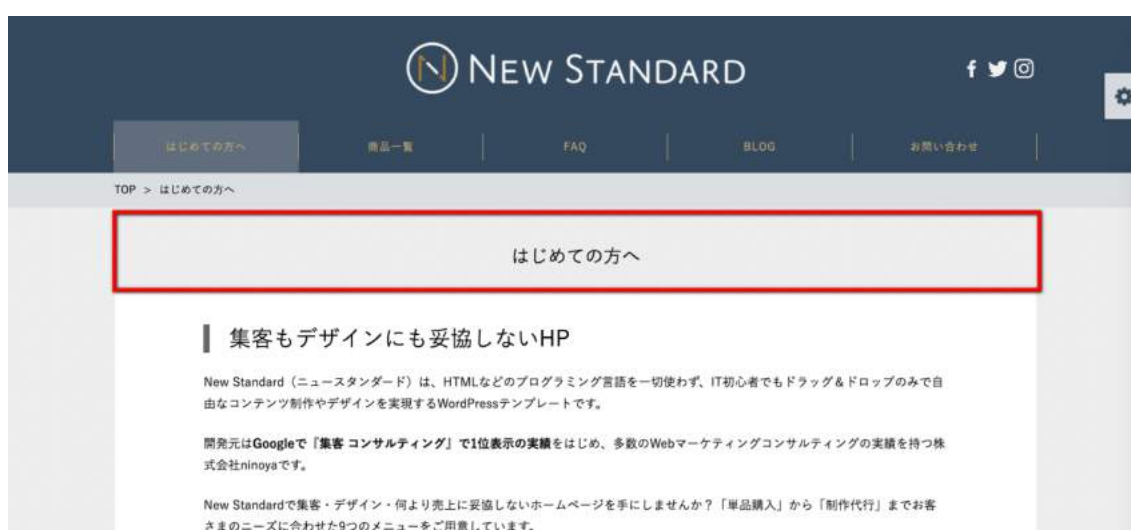 NEW STANDARD
はじめての方へ
商品一覧
FAQ
BLOG
お問い合わせ
TOP > はじめての方へ
はじめての方へ
集客もデザインにも妥協しないHP
New Standard（ニュースタンダード）は、HTMLなどのプログラミング言語を一切使わず、IT初心者でもドラッグ＆ドロップのみで自
由なコンテンツ制作やデザインを実現するWordPressテンプレートです。
開発元はGoogleで『集客 コンサルティング』で1位表示の実績をはじめ、多数のWebマーケティングコンサルティングの実績を持つ株
式会社ninoyaです。
New Standardで集客・デザイン・何より売上に妥協しないホームページを手にしませんか？「単品購入」から「制作代行」までお客
さまのニーズに合わせた9つのメニューをご用意しています。